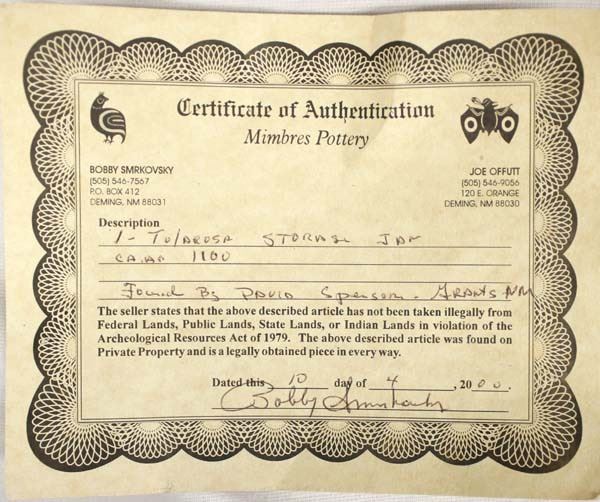 Certificate of Authentication
Mimbres Pottery
BOBBY SMRKOVSKY
(505) 546-7567
P.O. BOX 412
DEMING, NM 88031
JOE OFFUTT
(505) 546-9056
120 E. ORANGE
DEMING, NM 88030
Description
1- Tularosa STORAGE JAR
CA. AD 1100
Found By DAVID Spenson. GRANTS NM
The seller states that the above described article has not been taken illegally from
Federal Lands, Public Lands, State Lands, or Indian Lands in violation of the
Archeological Resources Act of 1979. The above described article was found on
Private Property and is a legally obtained piece in every way.
Dated this 10 day of 4, 2000.
Bobby Smrkovsky